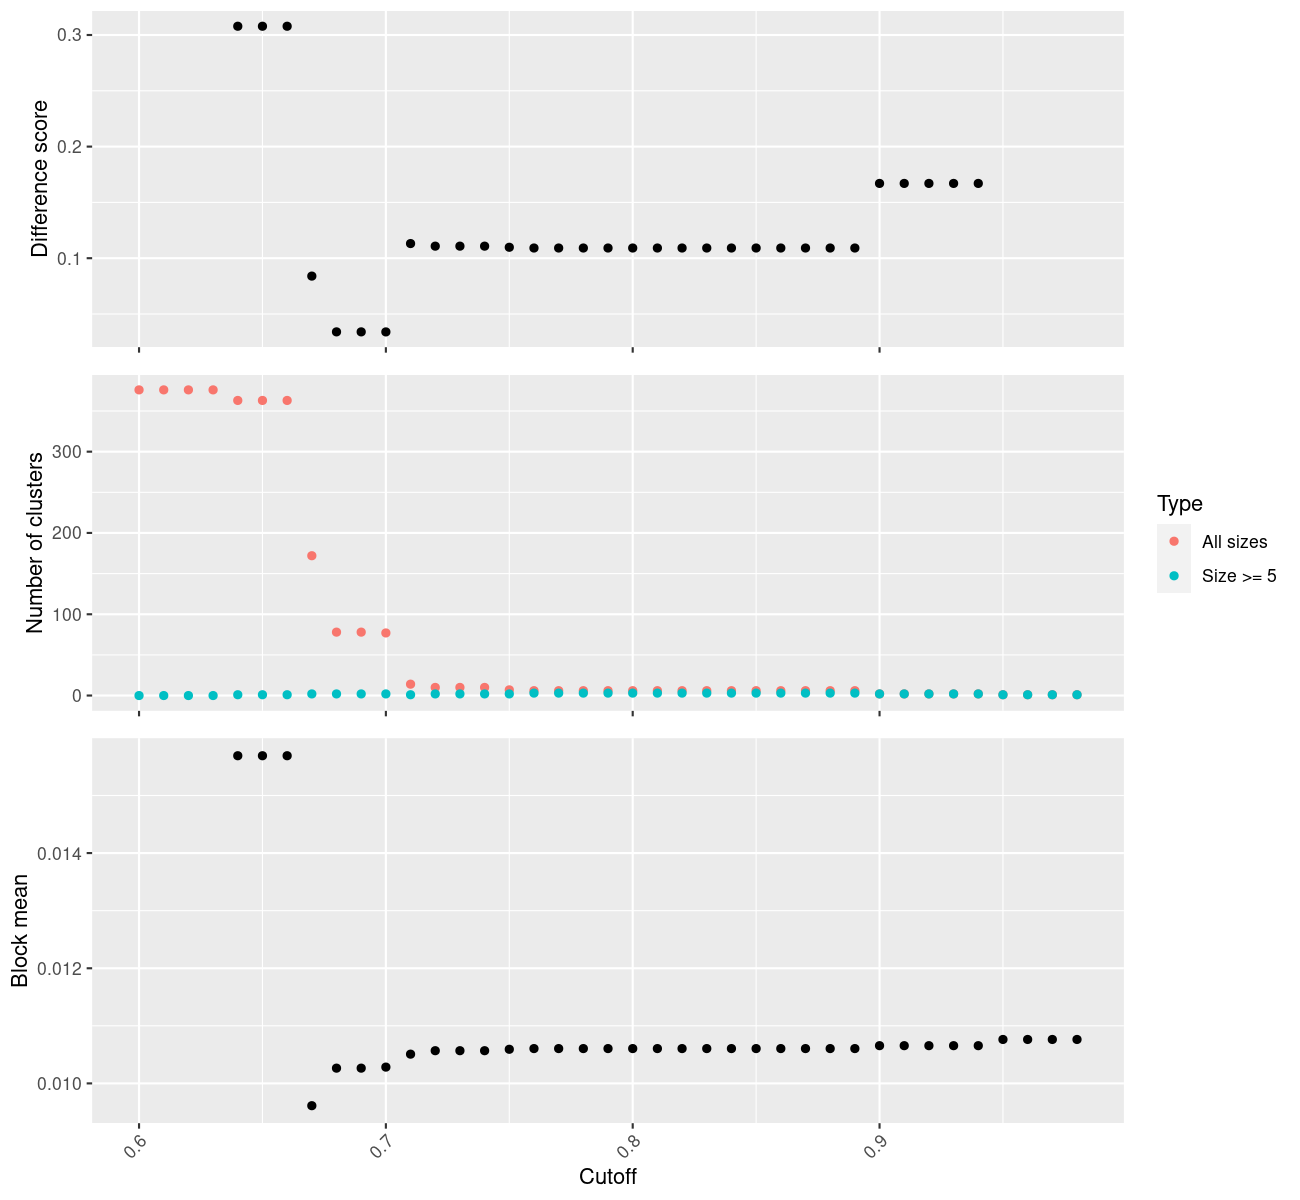 Difference score
0.3
0.2
0.1
Number of clusters
300
200
100
0
Type
All sizes
Size >= 5
Block mean
0.014
0.012
0.010
0.6
0.7
0.8
0.9
Cutoff